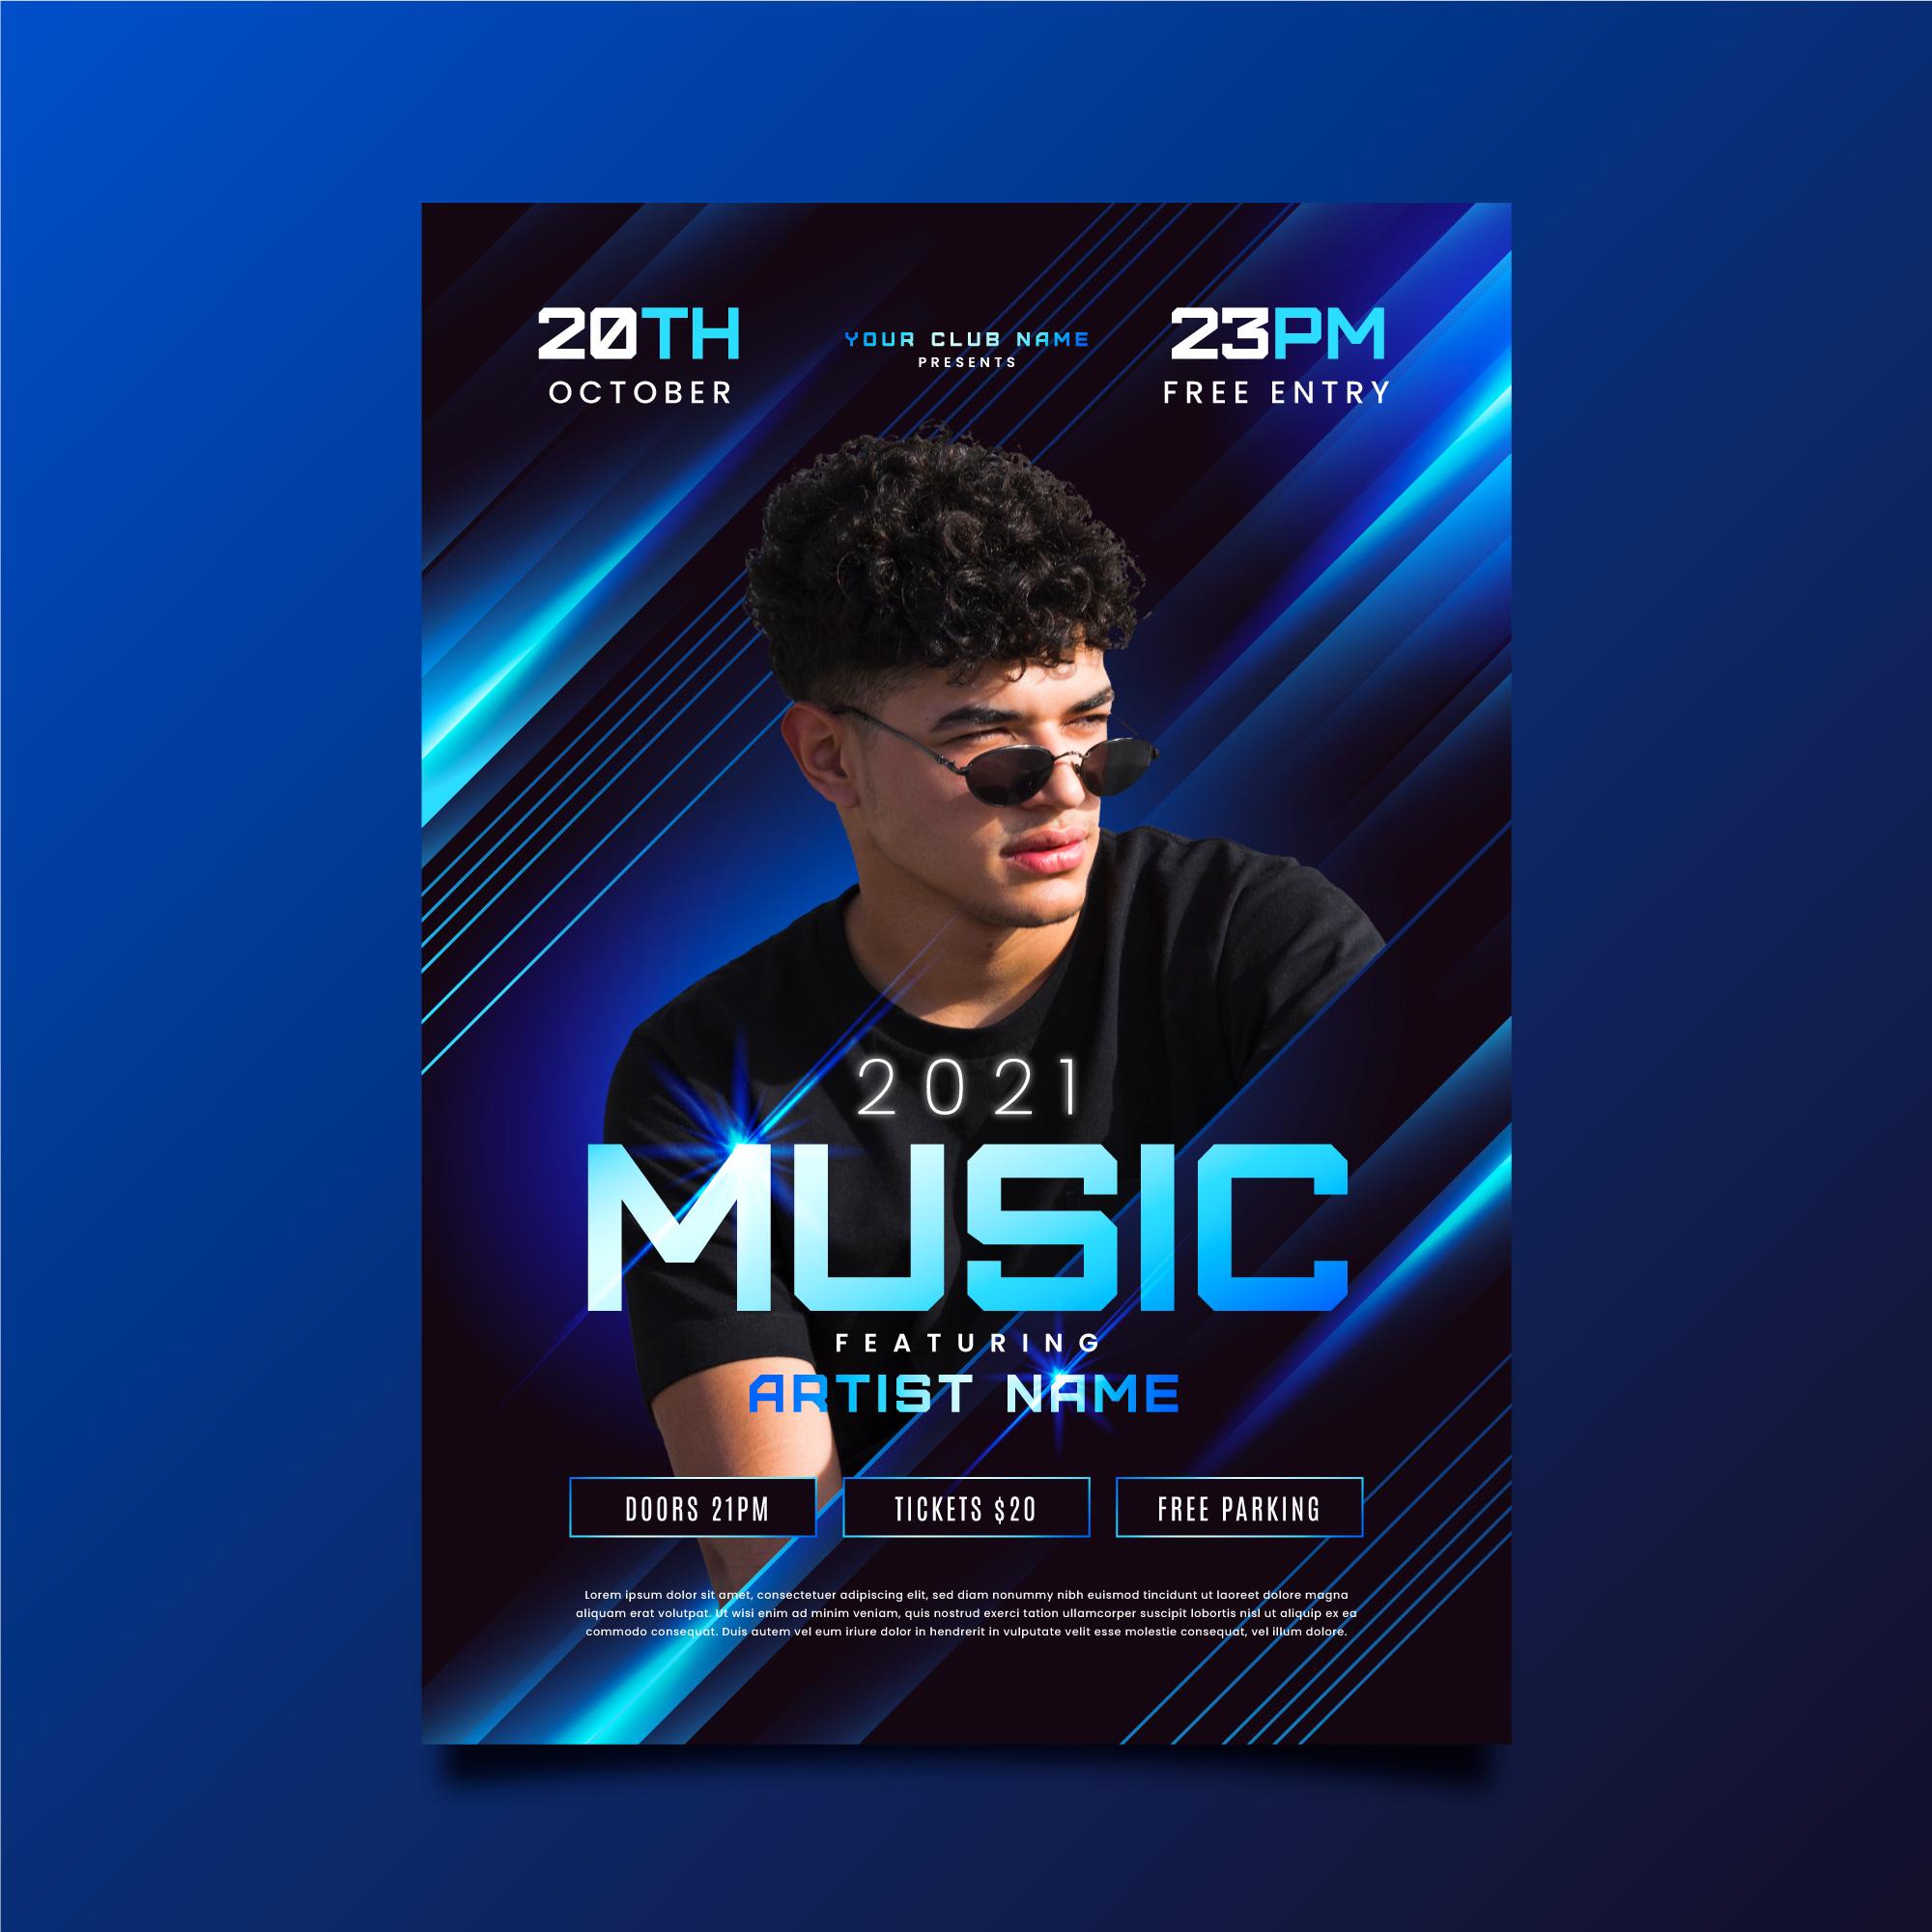 20TH
OCTOBER
YOUR CLUB NAME
PRESENTS
23PM
FREE ENTRY
2021
MUSIC
FEATURING
ARTIST NAME
DOORS 21PM
TICKETS $20
FREE PARKING
Lorem ipsum dolor sit amet, consectetuer adipiscing elit, sed diam nonummy nibh euismod tincidunt ut laoreet dolore magna
aliquam erat volutpat. Ut wisi enim ad minim veniam, quis nostrud exerci tation ullamcorper suscipit lobortis nisl ut aliquip ex ea
commodo consequat. Duis autem vel eum iriure dolor in hendrerit in vulputate velit esse molestie consequat, vel illum dolore.